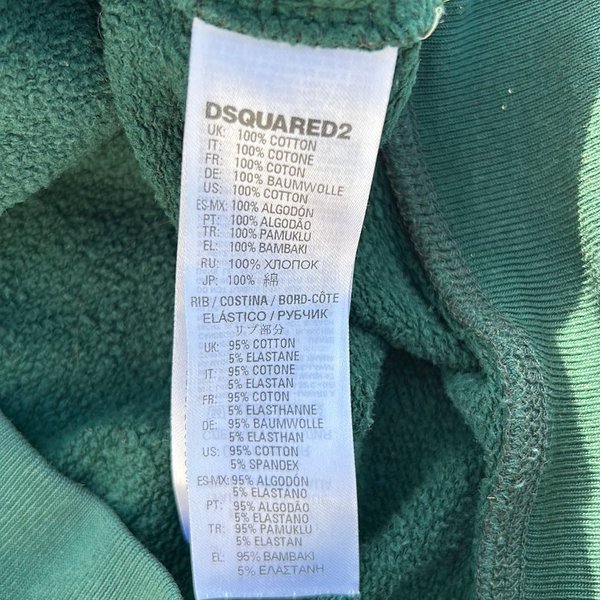 DSQUARED2
UK: 100% COTTON
IT: 100% COTONE
FR: 100% COTON
DE: 100% BAUMWOLLE
US: 100% COTTON
ES-MX: 100% ALGODÓN
PT: 100% ALGODÃO
TR: 100% PAMUKLU
EL: 100% BAMBAKI
RU: 100% ХЛОПОК
JP: 100% 綿
RIB / COSTINA / BORD-CÔTE
ELÁSTICO / РУБЧИК
リブ部分
UK: 95% COTTON
5% ELASTANE
IT: 95% COTONE
5% ELASTAN
FR: 95% COTON
5% ELASTHANNE
DE: 95% BAUMWOLLE
5% ELASTHAN
US: 95% COTTON
5% SPANDEX
ES-MX: 95% ALGODÓN
5% ELASTANO
PT: 95% ALGODÃO
5% ELASTANO
TR: 95% PAMUKLU
5% ELASTAN
EL: 95% BAMBAKI
5% ΕΛΑΣΤΑΝΗ